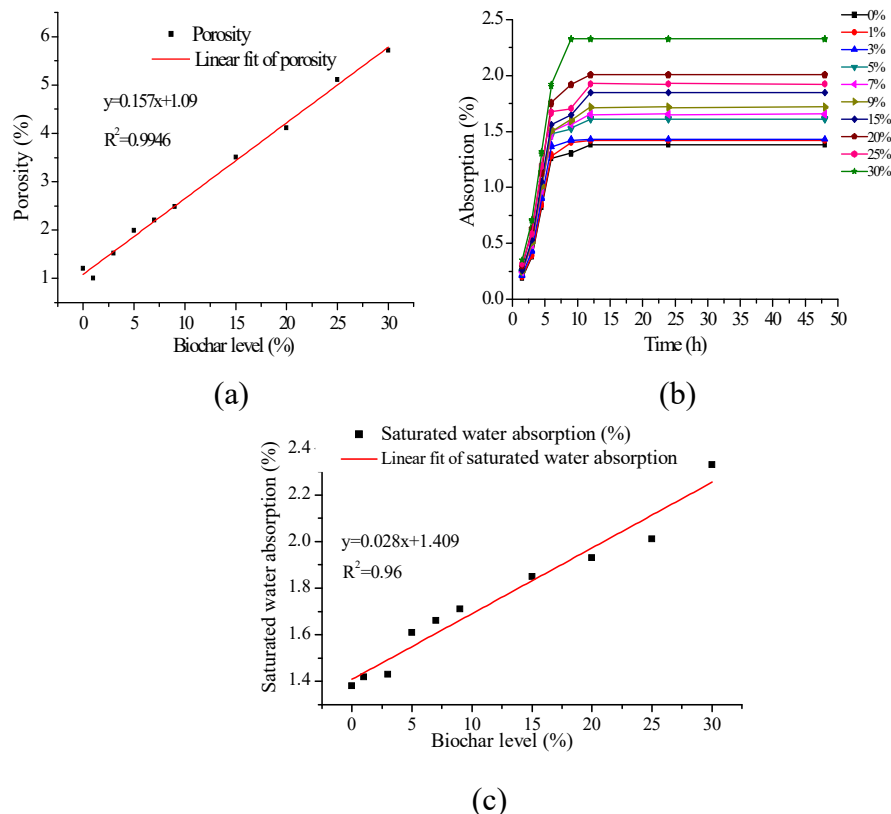 Porosity
Linear fit of porosity
y=0.157x+1.09
R²=0.9946
Porosity (%)
6
5
4
3
2
1
0 5 10 15 20 25 30
Biochar level (%)
(a)
0%
1%
3%
5%
7%
9%
15%
20%
25%
30%
Absorption (%)
2.5
2.0
1.5
1.0
0.5
0.0
0 5 10 15 20 25 30 35 40 45 50
Time (h)
(b)
Saturated water absorption (%)
Linear fit of saturated water absorption
y=0.028x+1.409
R²=0.96
Saturated water absorption (%)
2.4
2.2
2.0
1.8
1.6
1.4
0 5 10 15 20 25 30
Biochar level (%)
(c)